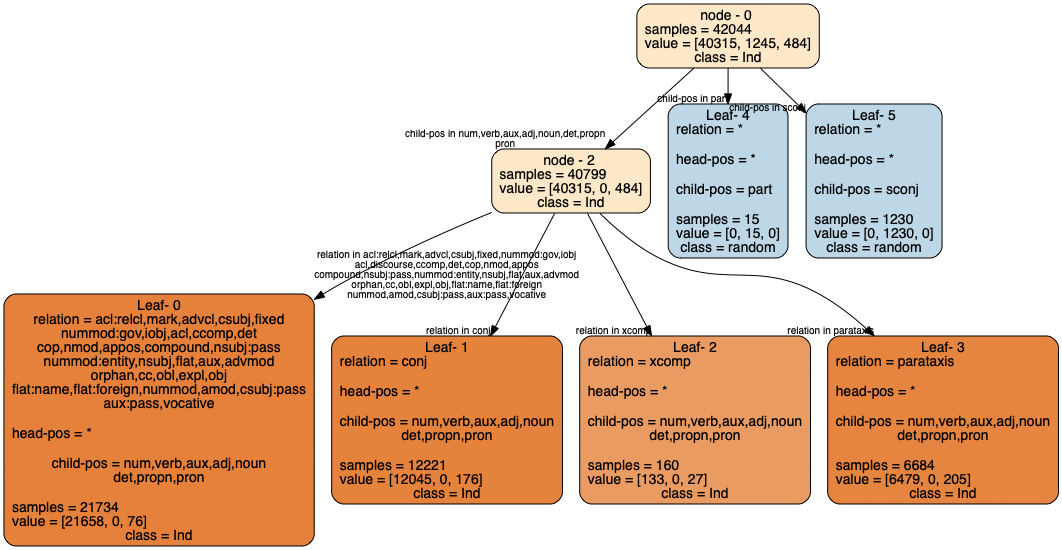 node - 0
samples = 42044
value = [40315, 1245, 484]
class = Ind
child-pos in part
child-pos in sconj
child-pos in num,verb,aux,adj,noun,det,propn
pron
Leaf- 4
relation = *
head-pos = *
child-pos = part
samples = 15
value = [0, 15, 0]
class = random
Leaf- 5
relation = *
head-pos = *
child-pos = sconj
samples = 1230
value = [0, 1230, 0]
class = random
node - 2
samples = 40799
value = [40315, 0, 484]
class = Ind
relation in acl:relcl,mark,advcl,csubj,fixed,nummod:gov,iobj
acl,discourse,ccomp,det,cop,nmod,appos
compound,nsubj:pass,nummod:entity,nsubj,flat,aux,advmod
orphan,cc,obl,expl,obj,flat:name,flat:foreign
nummod,amod,csubj:pass,aux:pass,vocative
relation in conj
relation in xcomp
relation in parataxis
Leaf- 0
relation = acl:relcl,mark,advcl,csubj,fixed
nummod:gov,iobj,acl,ccomp,det
cop,nmod,appos,compound,nsubj:pass
nummod:entity,nsubj,flat,aux,advmod
orphan,cc,obl,expl,obj
flat:name,flat:foreign,nummod,amod,csubj:pass
aux:pass,vocative
head-pos = *
child-pos = num,verb,aux,adj,noun
det,propn,pron
samples = 21734
value = [21658, 0, 76]
class = Ind
Leaf- 1
relation = conj
head-pos = *
child-pos = num,verb,aux,adj,noun
det,propn,pron
samples = 12221
value = [12045, 0, 176]
class = Ind
Leaf- 2
relation = xcomp
head-pos = *
child-pos = num,verb,aux,adj,noun
det,propn,pron
samples = 160
value = [133, 0, 27]
class = Ind
Leaf- 3
relation = parataxis
head-pos = *
child-pos = num,verb,aux,adj,noun
det,propn,pron
samples = 6684
value = [6479, 0, 205]
class = Ind